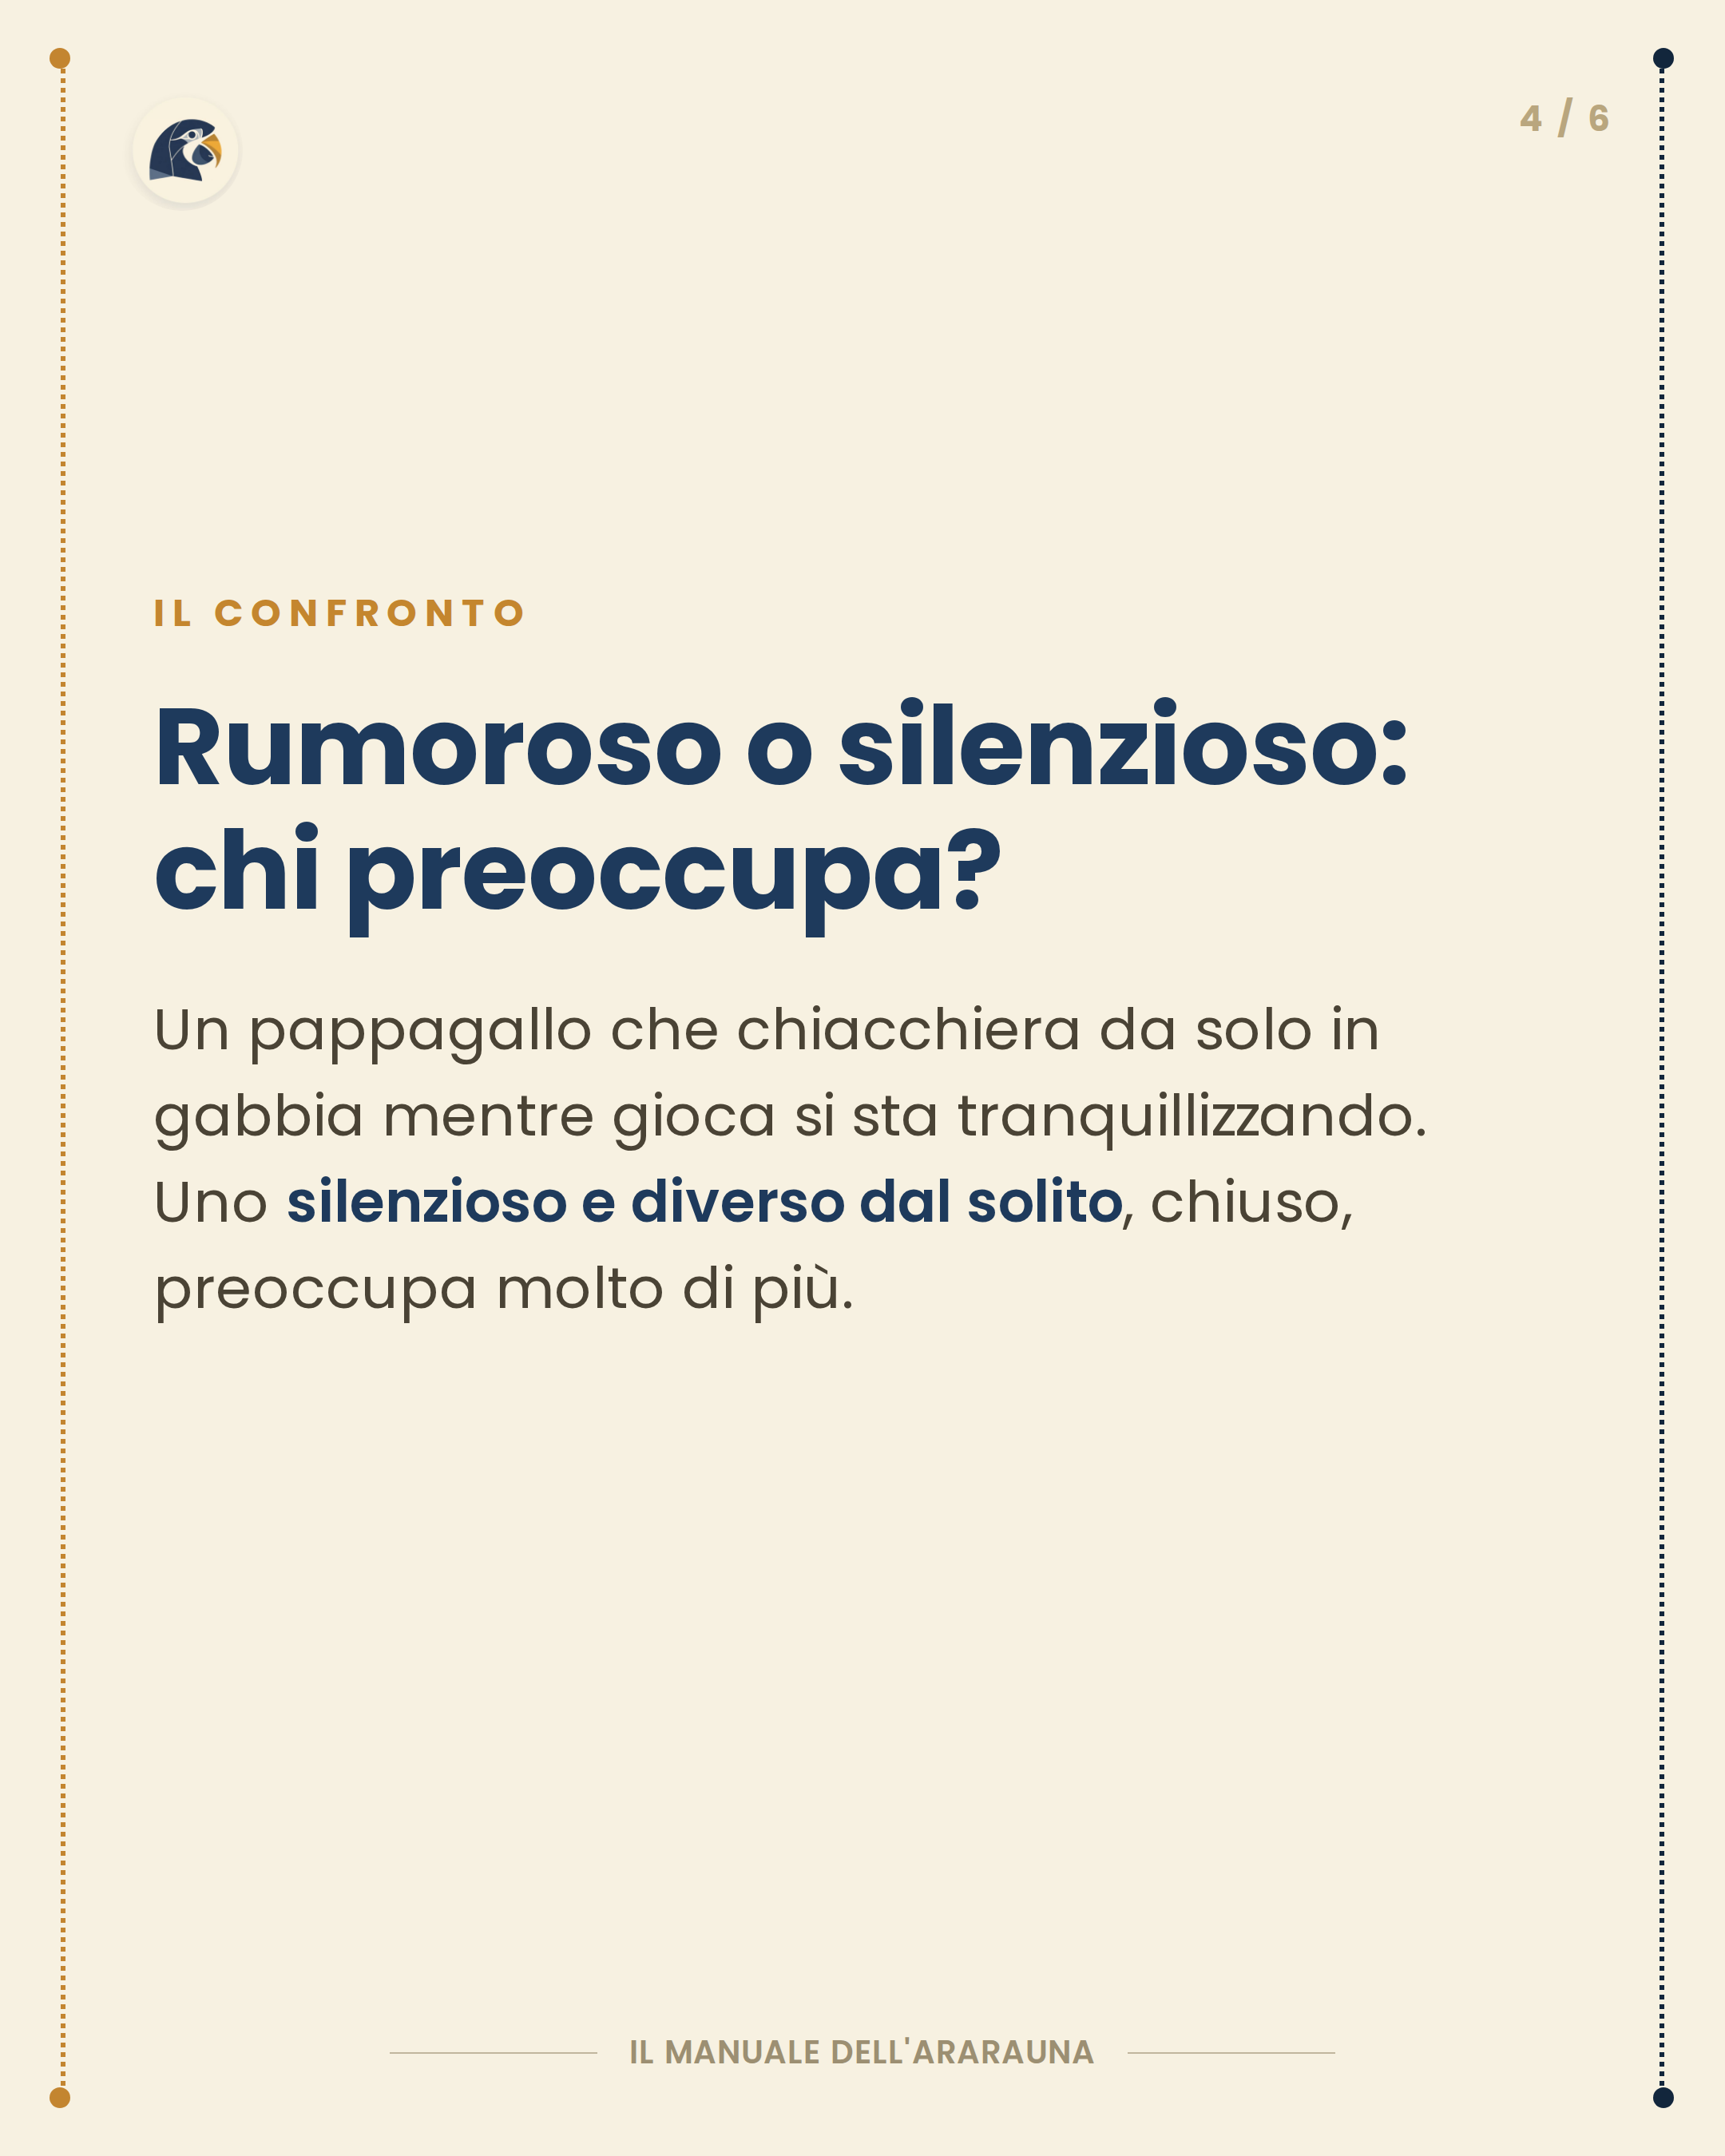 4 / 6
IL CONFRONTO
Rumoroso o silenzioso:
chi preoccupa?
Un pappagallo che chiacchiera da solo in
gabbia mentre gioca si sta tranquillizzando.
Uno silenzioso e diverso dal solito, chiuso,
preoccupa molto di più.
IL MANUALE DELL'ARARAUNA